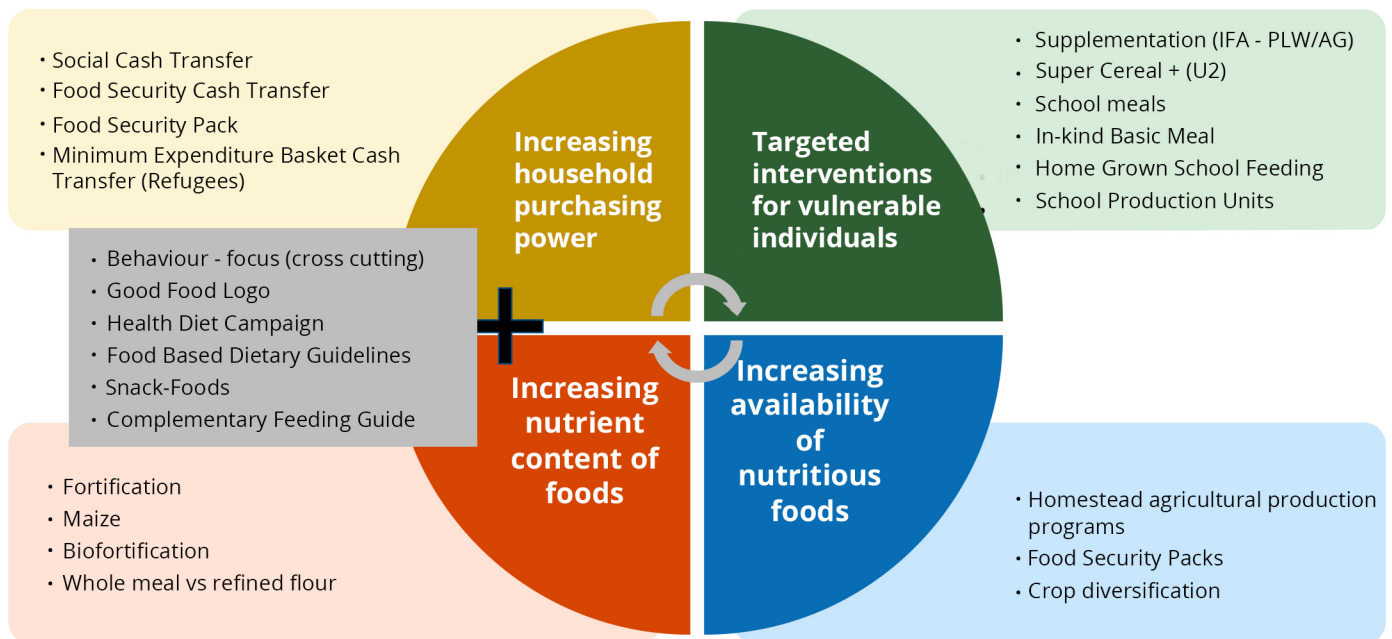 • Social Cash Transfer
• Food Security Cash Transfer
• Food Security Pack
• Minimum Expenditure Basket Cash
Transfer (Refugees)
Increasing
household
purchasing
power
Targeted
interventions
for vulnerable
individuals
• Supplementation (IFA - PLW/AG)
• Super Cereal + (U2)
• School meals
• In-kind Basic Meal
• Home Grown School Feeding
• School Production Units
• Behaviour - focus (cross cutting)
• Good Food Logo
• Health Diet Campaign
• Food Based Dietary Guidelines
• Snack-Foods
• Complementary Feeding Guide
Increasing
nutrient
content of
foods
Increasing
availability
of
nutritious
foods
• Fortification
• Maize
• Biofortification
• Whole meal vs refined flour
• Homestead agricultural production
programs
• Food Security Packs
• Crop diversification